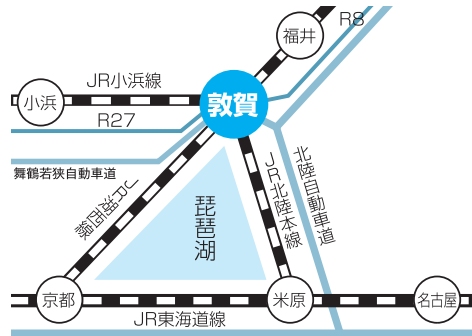 R8
福井
JR小浜線
小浜
敦賀
R27
舞鶴若狭自動車道
JR湖西線
琵琶湖
JR北陸本線
北陸自動車道
京都
米原
名古屋
JR東海道線